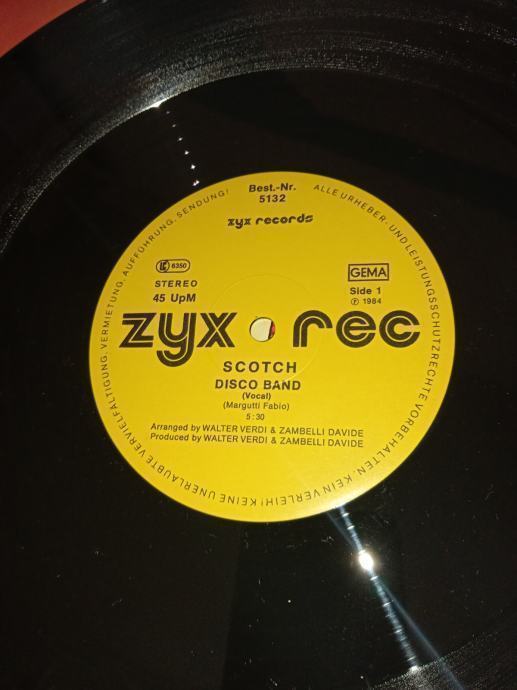 Best.-Nr.
5132
zyx records
LC 6350
STEREO
45 UpM
GEMA
Side 1
℗ 1984
zyx rec
SCOTCH
DISCO BAND
(Vocal)
(Margutti Fabio)
5:30
Arranged by WALTER VERDI & ZAMBELLI DAVIDE
Produced by WALTER VERDI & ZAMBELLI DAVIDE
ALLE URHEBER- UND LEISTUNGSSCHUTZRECHTE VORBEHALTEN. KEIN VERLEIH! KEINE UNERLAUBTE VERVIELFÄLTIGUNG, VERMIETUNG, AUFFÜHRUNG, SENDUNG!